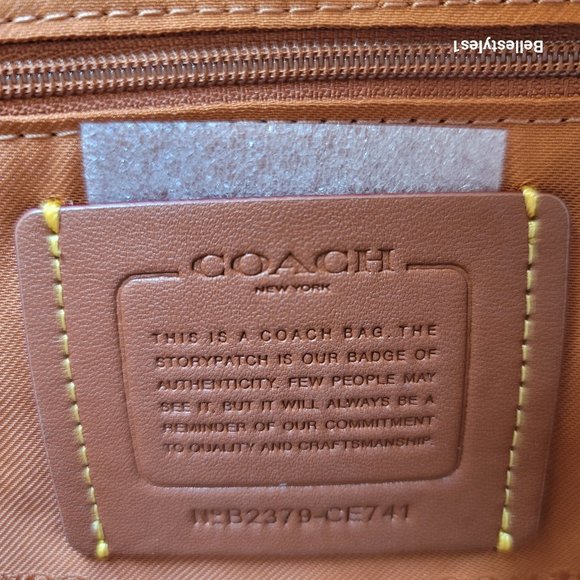 Bellestyles1
COACH
NEW YORK
THIS IS A COACH BAG. THE
STORYPATCH IS OUR BADGE OF
AUTHENTICITY. FEW PEOPLE MAY
SEE IT, BUT IT WILL ALWAYS BE A
REMINDER OF OUR COMMITMENT
TO QUALITY AND CRAFTSMANSHIP.
NºB2379-CE741